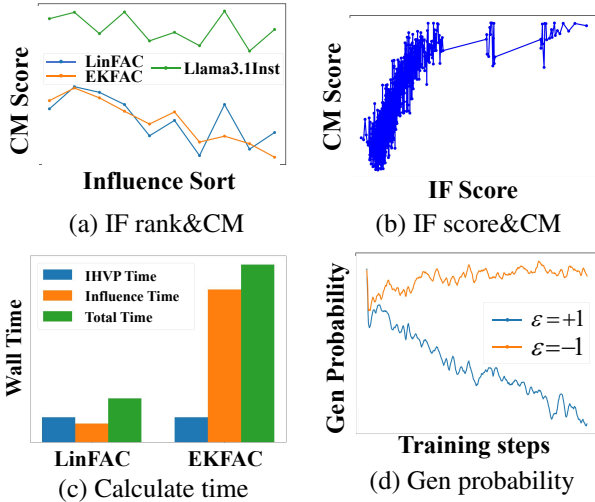 CM Score
LinFAC
EKFAC
Llama3.1Inst
Influence Sort
(a) IF rank&CM
CM Score
IF Score
(b) IF score&CM
Wall Time
IHVP Time
Influence Time
Total Time
LinFAC EKFAC
(c) Calculate time
Gen Probability
ε=+1
ε=−1
Training steps
(d) Gen probability